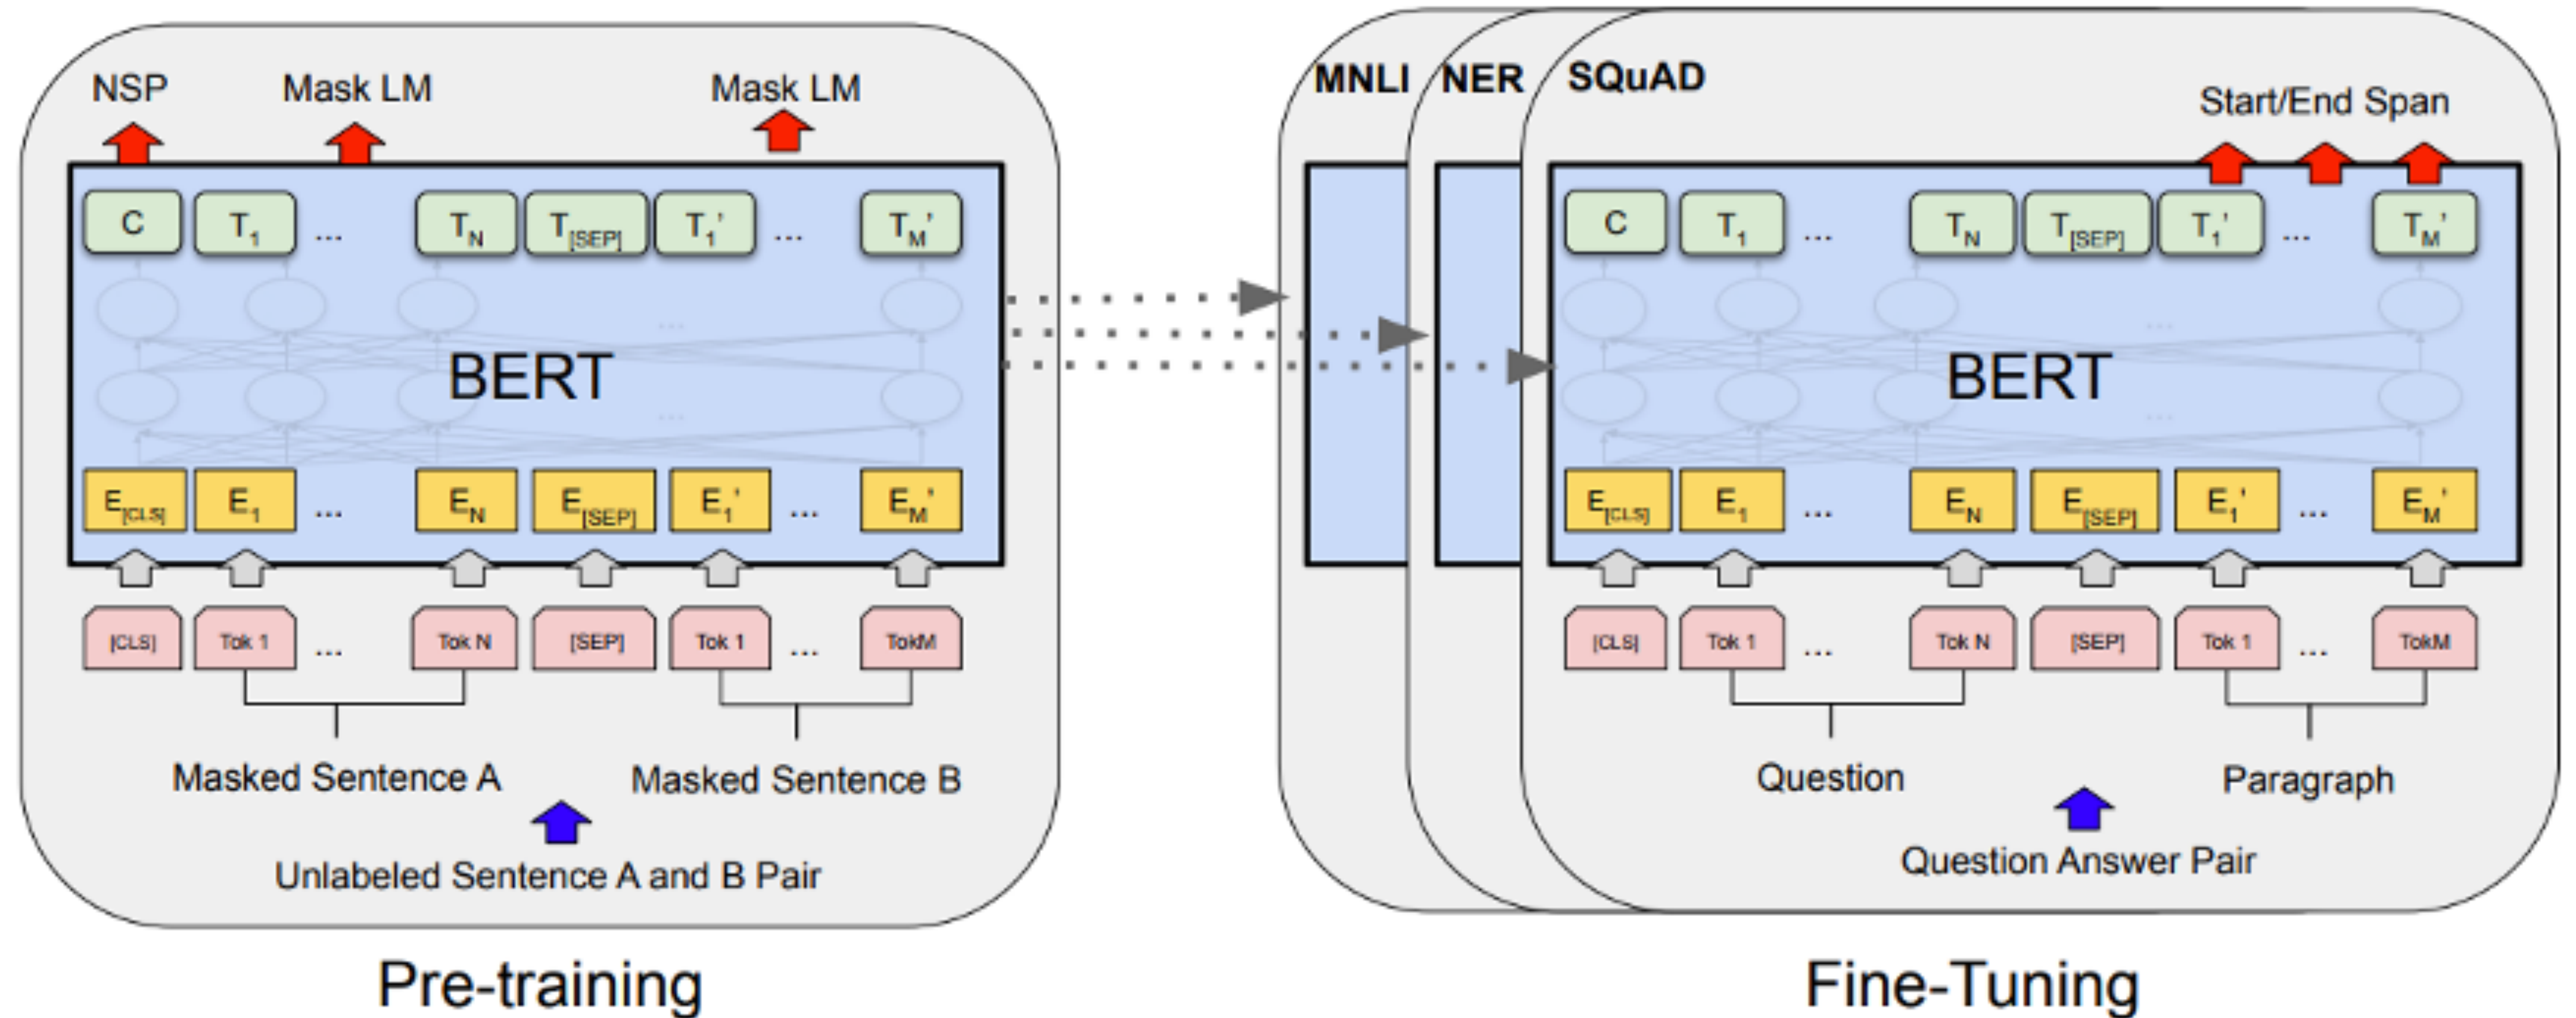 NSP Mask LM Mask LM
C T1 ... TN T[SEP] T1' ... TM'
... 
BERT
...
E[CLS] E1 ... EN E[SEP] E1' ... EM'
[CLS] Tok 1 ... Tok N [SEP] Tok 1 ... TokM
Masked Sentence A Masked Sentence B
Unlabeled Sentence A and B Pair
Pre-training
MNLI NER SQuAD
Start/End Span
C T1 ... TN T[SEP] T1' ... TM'
...
BERT
...
E[CLS] E1 ... EN E[SEP] E1' ... EM'
[CLS] Tok 1 ... Tok N [SEP] Tok 1 ... TokM
Question Paragraph
Question Answer Pair
Fine-Tuning